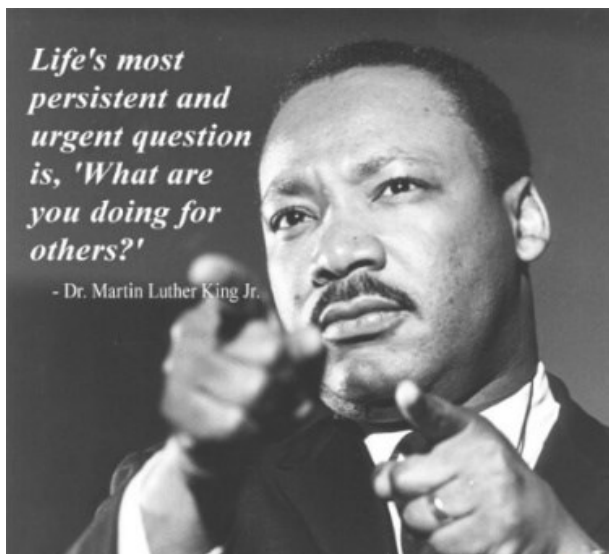 Life's most
persistent and
urgent question
is, 'What are
you doing for
others?'
- Dr. Martin Luther King Jr.